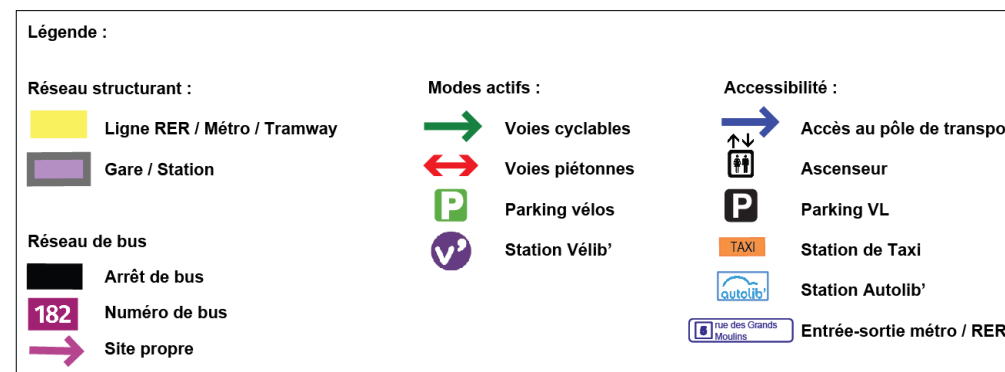 Légende :
Réseau structurant :
Ligne RER / Métro / Tramway
Gare / Station
Réseau de bus
Arrêt de bus
182
Numéro de bus
Site propre
Modes actifs :
Voies cyclables
Voies piétonnes
P
Parking vélos
v'
Station Vélib’
Accessibilité :
Accès au pôle de transpo
Ascenseur
P
Parking VL
TAXI
Station de Taxi
autolib'
Station Autolib’
rue des Grands
Moulins
Entrée-sortie métro / RER